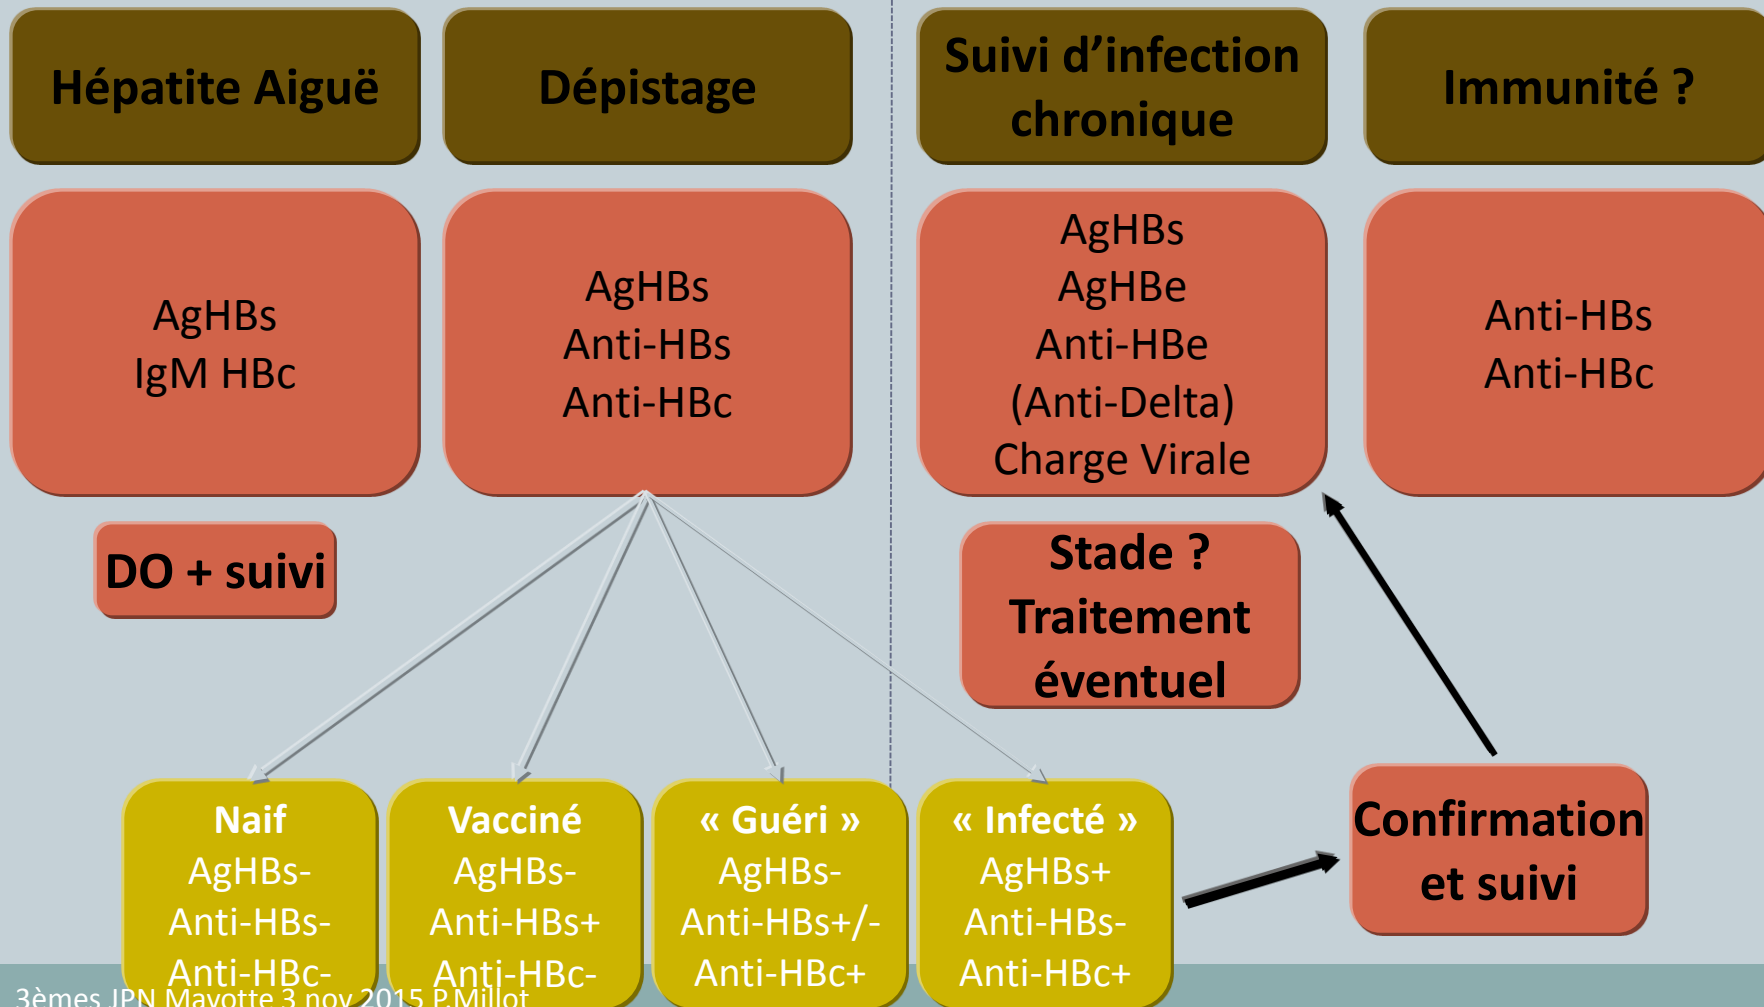 Hépatite Aiguë
Dépistage
Suivi d’infection
chronique
Immunité ?
AgHBs
IgM HBc
AgHBs
Anti-HBs
Anti-HBc
AgHBs
AgHBe
Anti-HBe
(Anti-Delta)
Charge Virale
Anti-HBs
Anti-HBc
DO + suivi
Stade ?
Traitement
éventuel
Naif
AgHBs-
Anti-HBs-
Anti-HBc-
Vacciné
AgHBs-
Anti-HBs+
Anti-HBc-
« Guéri »
AgHBs-
Anti-HBs+/-
Anti-HBc+
« Infecté »
AgHBs+
Anti-HBs-
Anti-HBc+
Confirmation
et suivi
3èmes JPN Mayotte 3 nov 2015 P.Millot